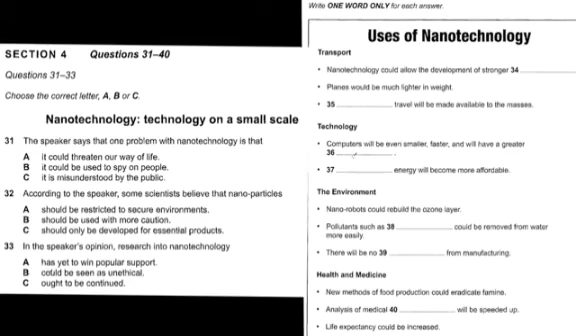 SECTION 4 Questions 31–40
Questions 31–33
Choose the correct letter, A, B or C.
Nanotechnology: technology on a small scale
31 The speaker says that one problem with nanotechnology is that
A it could threaten our way of life.
B it could be used to spy on people.
C it is misunderstood by the public.
32 According to the speaker, some scientists believe that nano-particles
A should be restricted to secure environments.
B should be used with more caution.
C should only be developed for essential products.
33 In the speaker's opinion, research into nanotechnology
A has yet to win popular support.
B could be seen as unethical.
C ought to be continued.
Write ONE WORD ONLY for each answer.
Uses of Nanotechnology
Transport
• Nanotechnology could allow the development of stronger 34 ____________
• Planes would be much lighter in weight.
• 35 ____________ travel will be made available to the masses.
Technology
• Computers will be even smaller, faster, and will have a greater
36 ____________ .
• 37 ____________ energy will become more affordable.
The Environment
• Nano-robots could rebuild the ozone layer.
• Pollutants such as 38 ____________ could be removed from water
more easily.
• There will be no 39 ____________ from manufacturing.
Health and Medicine
• New methods of food production could eradicate famine.
• Analysis of medical 40 ____________ will be speeded up.
• Life expectancy could be increased.